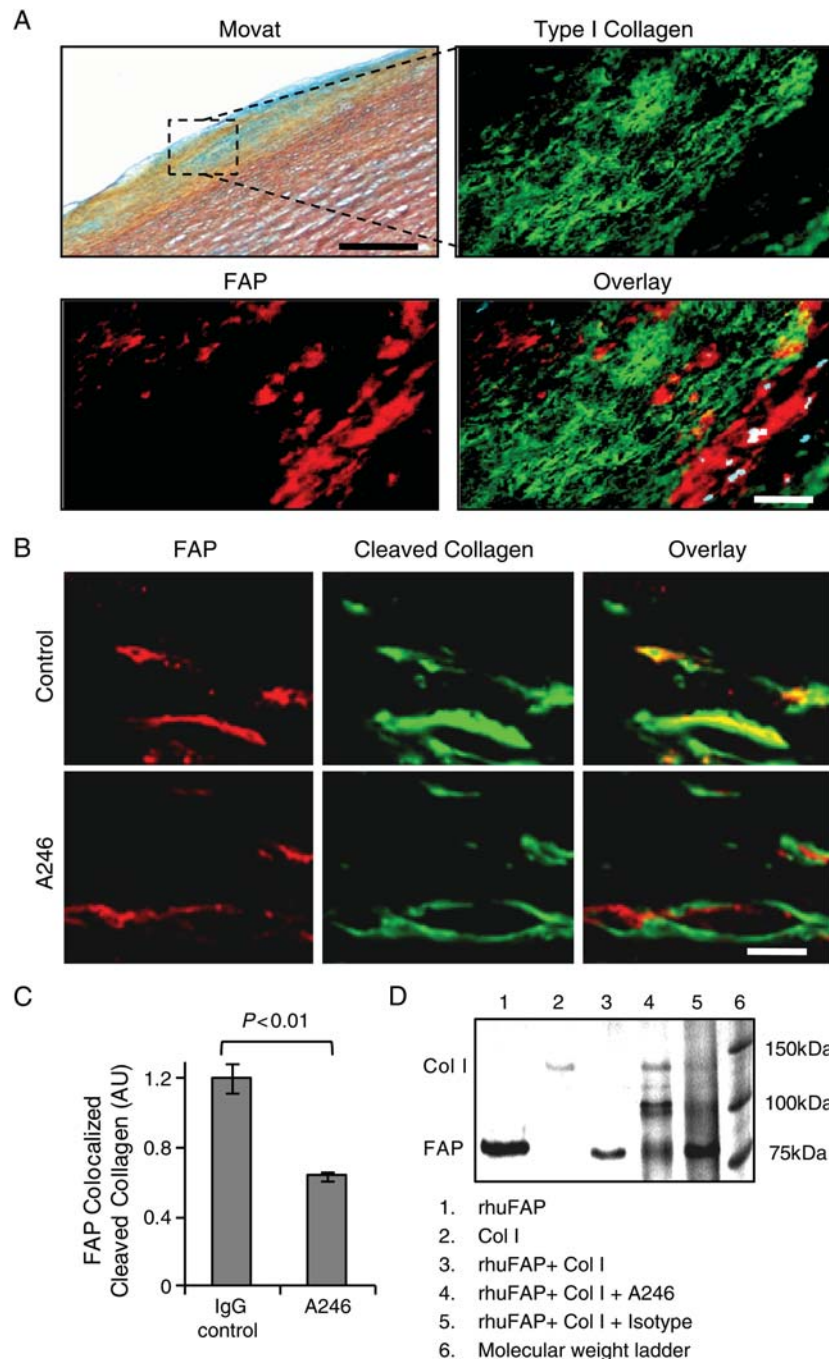 A
Movat
Type I Collagen
FAP
Overlay
B
FAP
Cleaved Collagen
Overlay
Control
A246
C
P<0.01
FAP Colocalized
Cleaved Collagen (AU)
1.2
0.8
0.4
0
IgG
control
A246
D
1 2 3 4 5 6
Col I
FAP
150kDa
100kDa
75kDa
1. rhuFAP
2. Col I
3. rhuFAP+ Col I
4. rhuFAP+ Col I + A246
5. rhuFAP+ Col I + Isotype
6. Molecular weight ladder